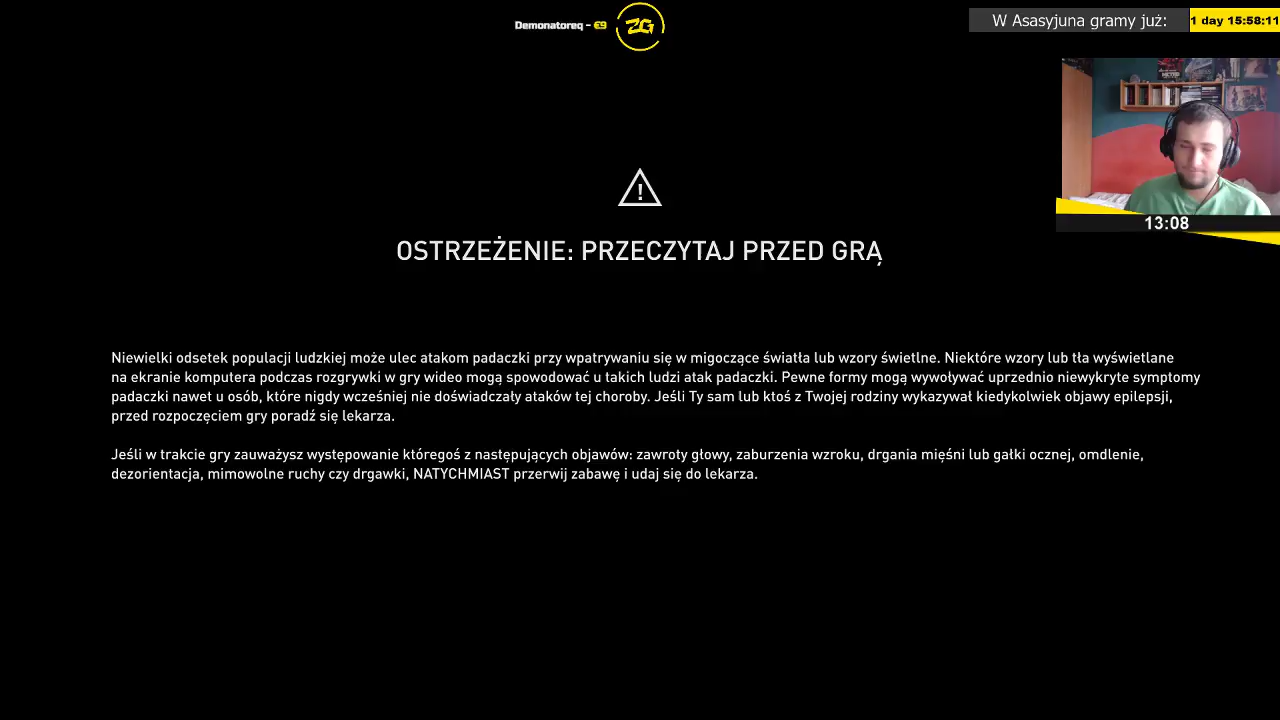 Demonatoreq - €9
ZG
W Asasyjuna gramy już:
1 day 15:58:11
13:08
OSTRZEŻENIE: PRZECZYTAJ PRZED GRĄ
Niewielki odsetek populacji ludzkiej może ulec atakom padaczki przy wpatrywaniu się w migoczące światła lub wzory świetlne. Niektóre wzory lub tła wyświetlane
na ekranie komputera podczas rozgrywki w gry wideo mogą spowodować u takich ludzi atak padaczki. Pewne formy mogą wywoływać uprzednio niewykryte symptomy
padaczki nawet u osób, które nigdy wcześniej nie doświadczały ataków tej choroby. Jeśli Ty sam lub ktoś z Twojej rodziny wykazywał kiedykolwiek objawy epilepsji,
przed rozpoczęciem gry poradź się lekarza.
Jeśli w trakcie gry zauważysz występowanie któregoś z następujących objawów: zawroty głowy, zaburzenia wzroku, drgania mięśni lub gałki ocznej, omdlenie,
dezorientacja, mimowolne ruchy czy drgawki, NATYCHMIAST przerwij zabawę i udaj się do lekarza.